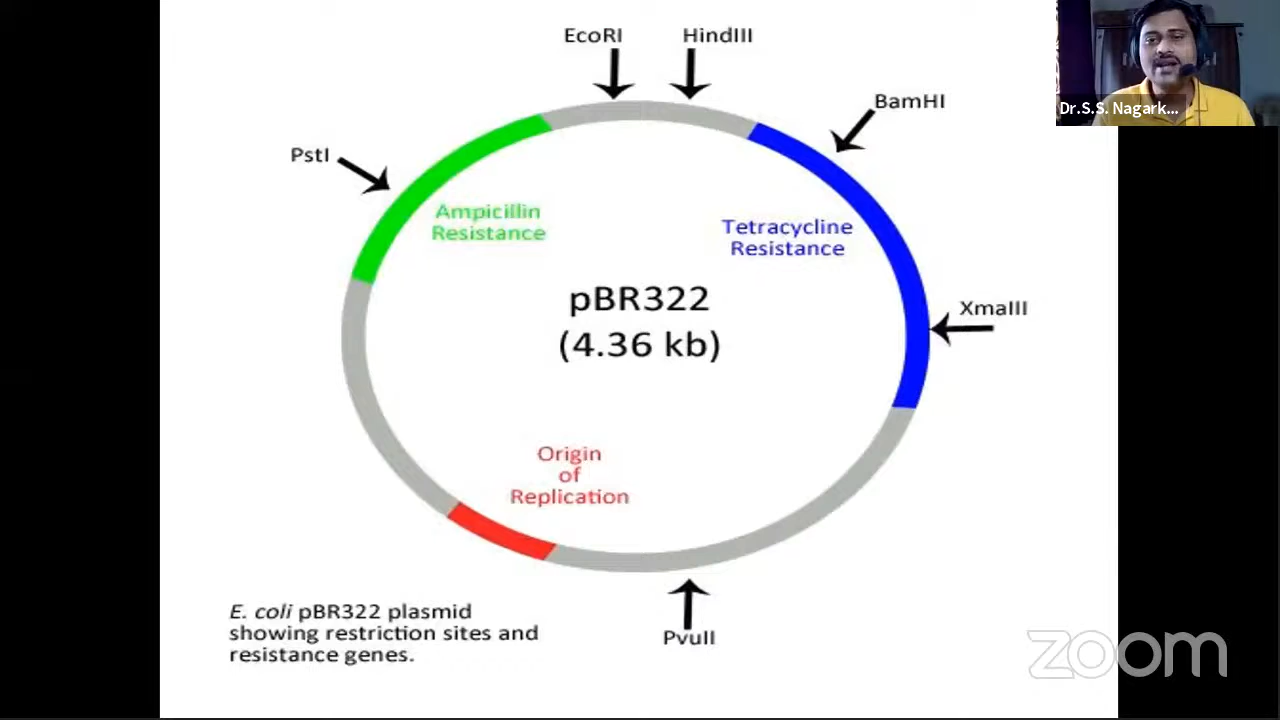 EcoRI
HindIII
BamHI
Dr.S.S. Nagark...
PstI
Ampicillin
Resistance
Tetracycline
Resistance
pBR322
(4.36 kb)
XmaIII
Origin
of
Replication
E. coli pBR322 plasmid
showing restriction sites and
resistance genes.
PvuII
zoom